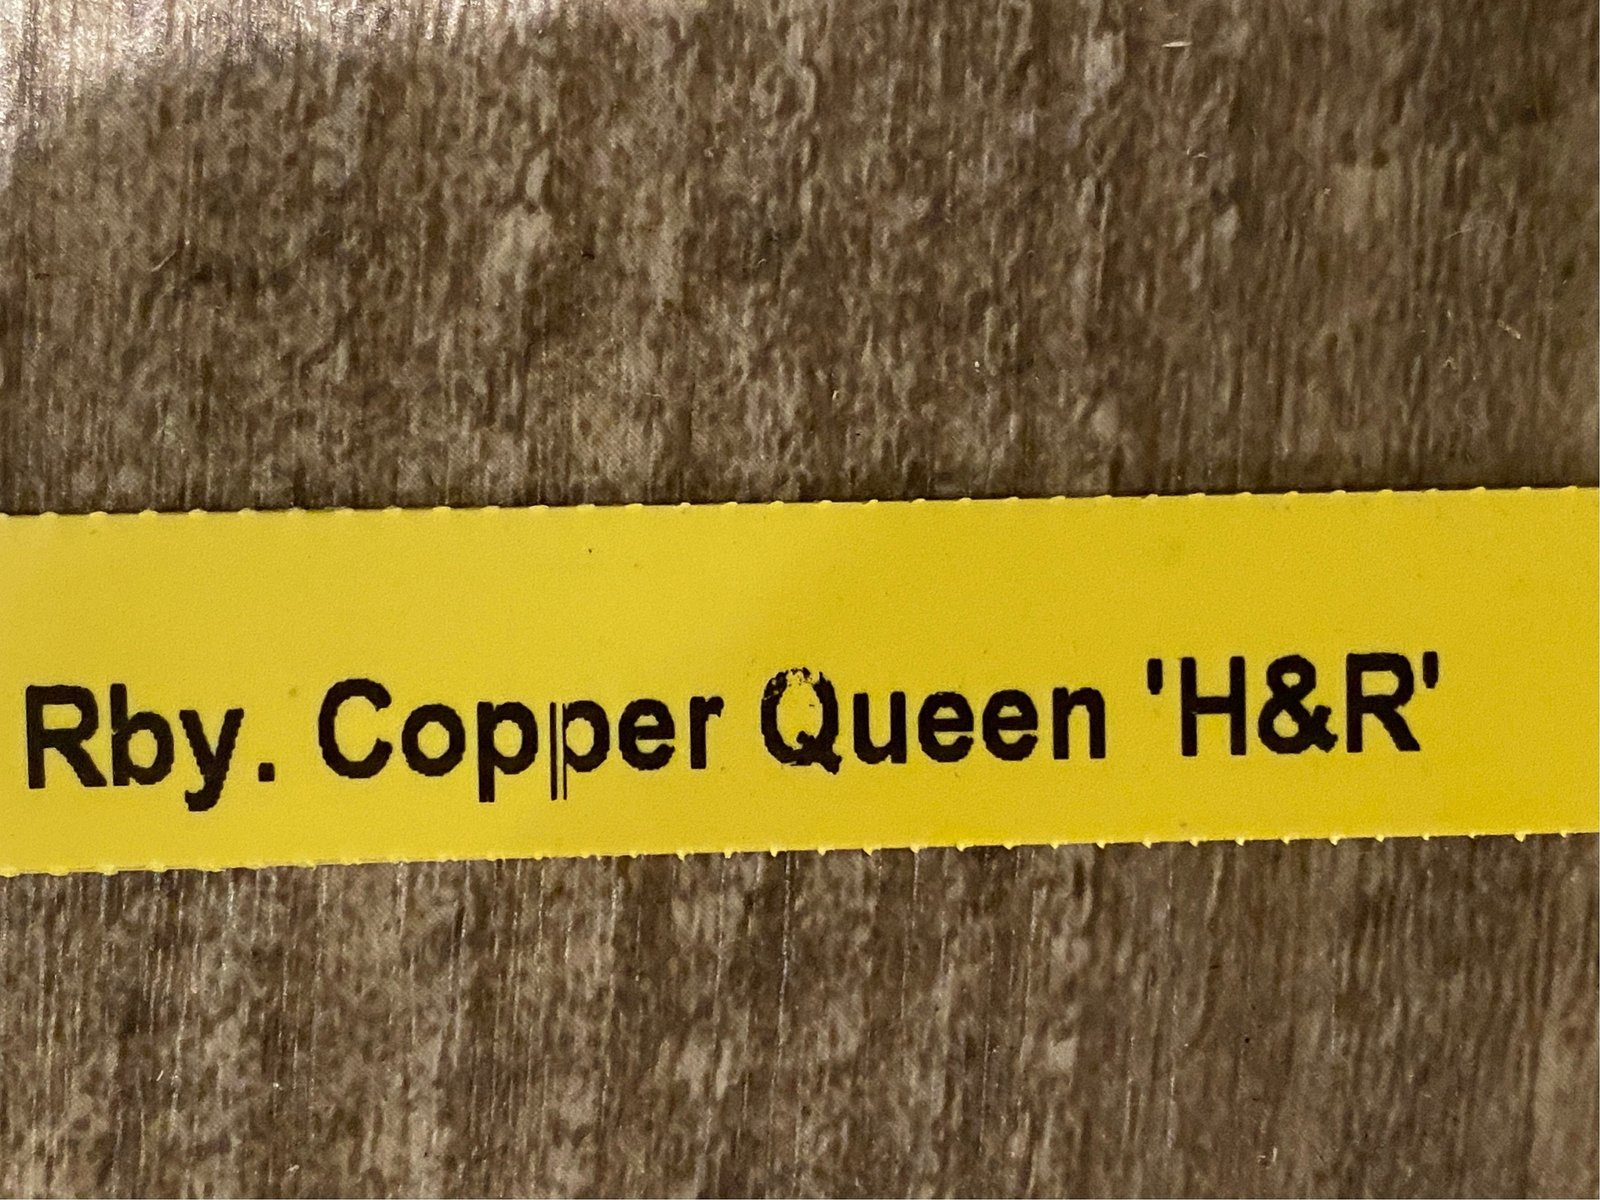 Rby. Copper Queen 'H&R'